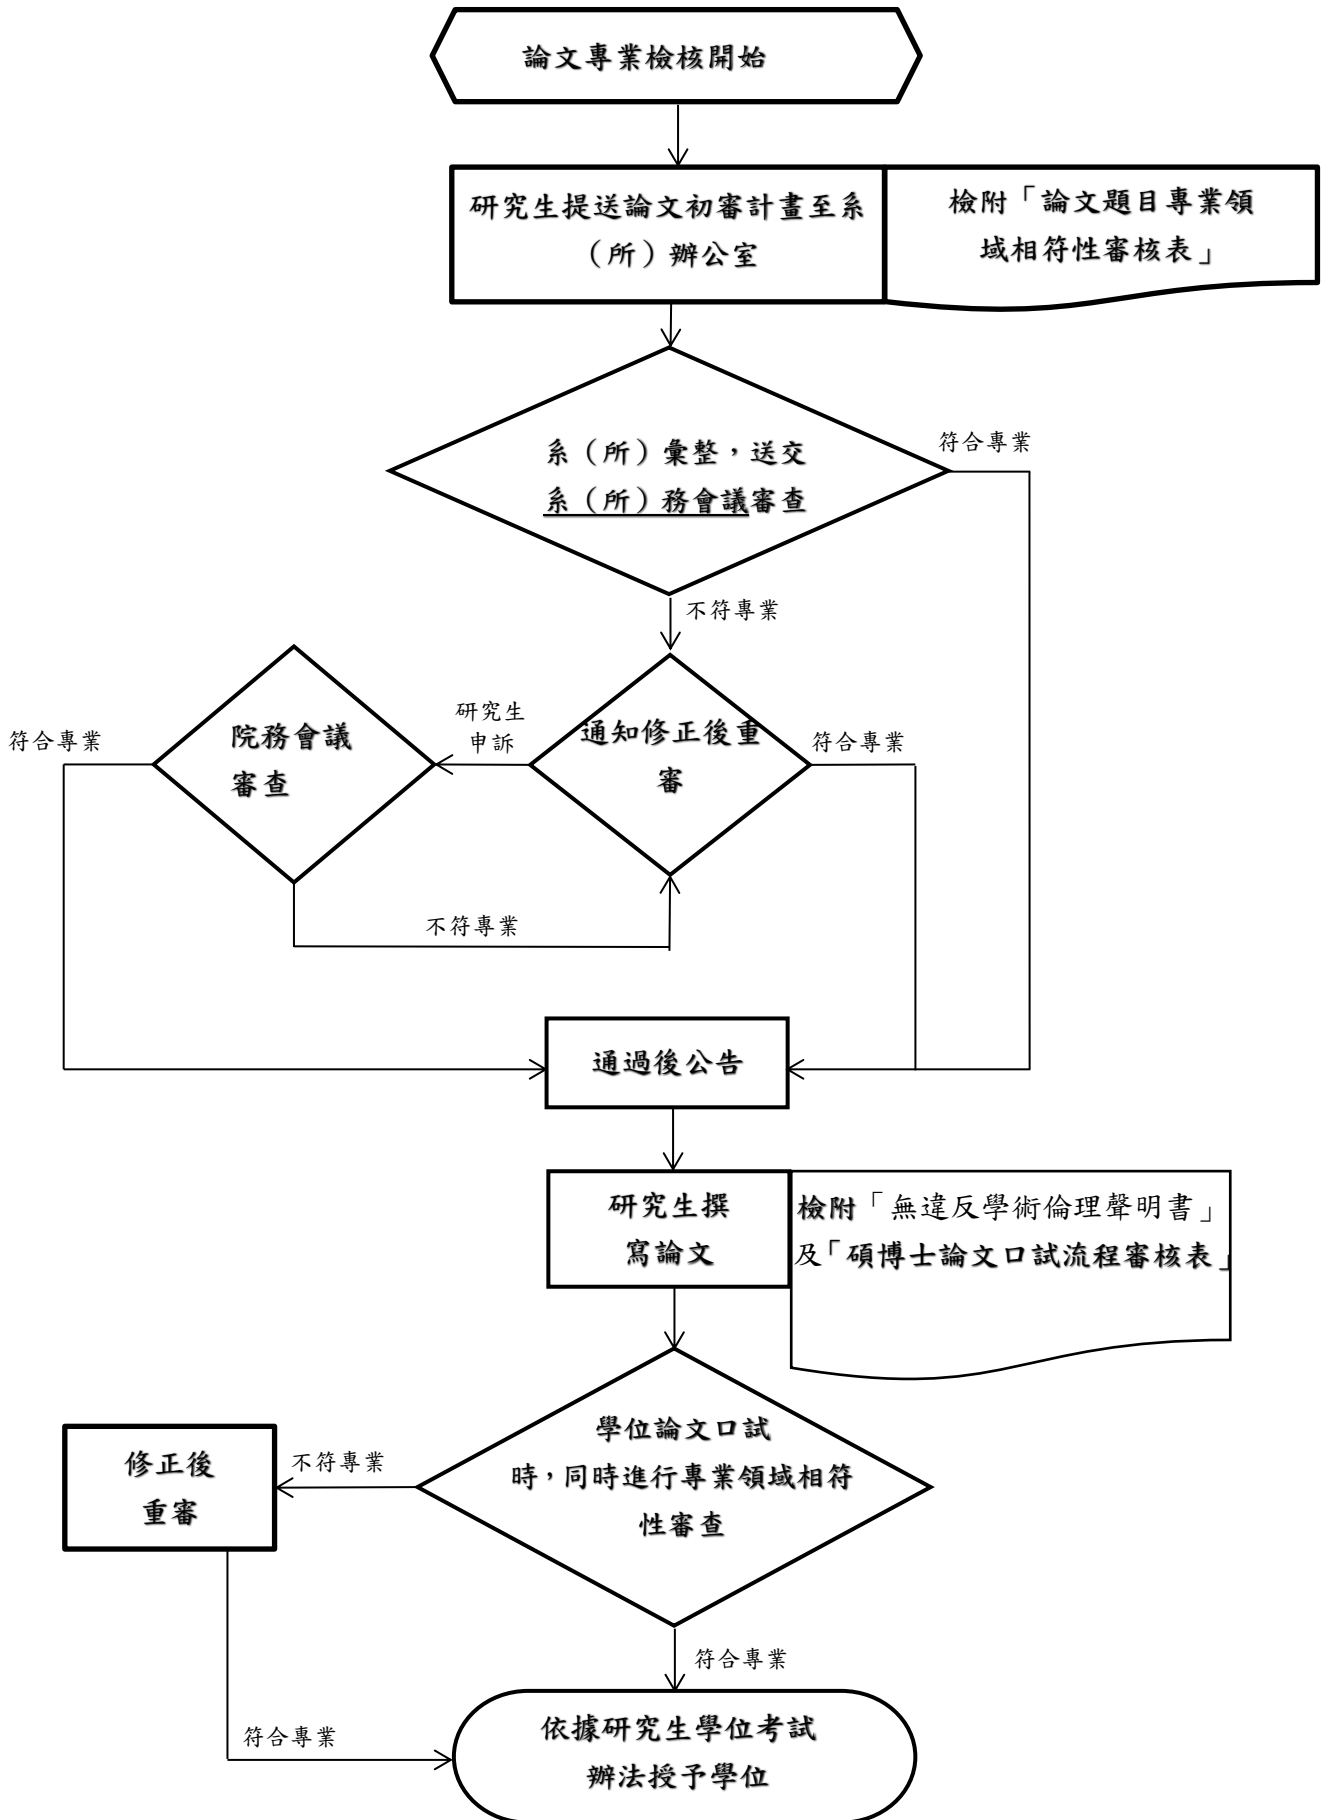 論文專業檢核開始
研究生提送論文初審計畫至系
（所）辦公室
檢附「論文題目專業領
域相符性審核表」
系（所）彙整，送交
系（所）務會議審查
符合專業
不符專業
院務會議
審查
符合專業
研究生
申訴
通知修正後重
審
符合專業
不符專業
通過後公告
研究生撰
寫論文
檢附「無違反學術倫理聲明書」
及「碩博士論文口試流程審核表」
學位論文口試
時，同時進行專業領域相符
性審查
不符專業
修正後
重審
符合專業
符合專業
依據研究生學位考試
辦法授予學位